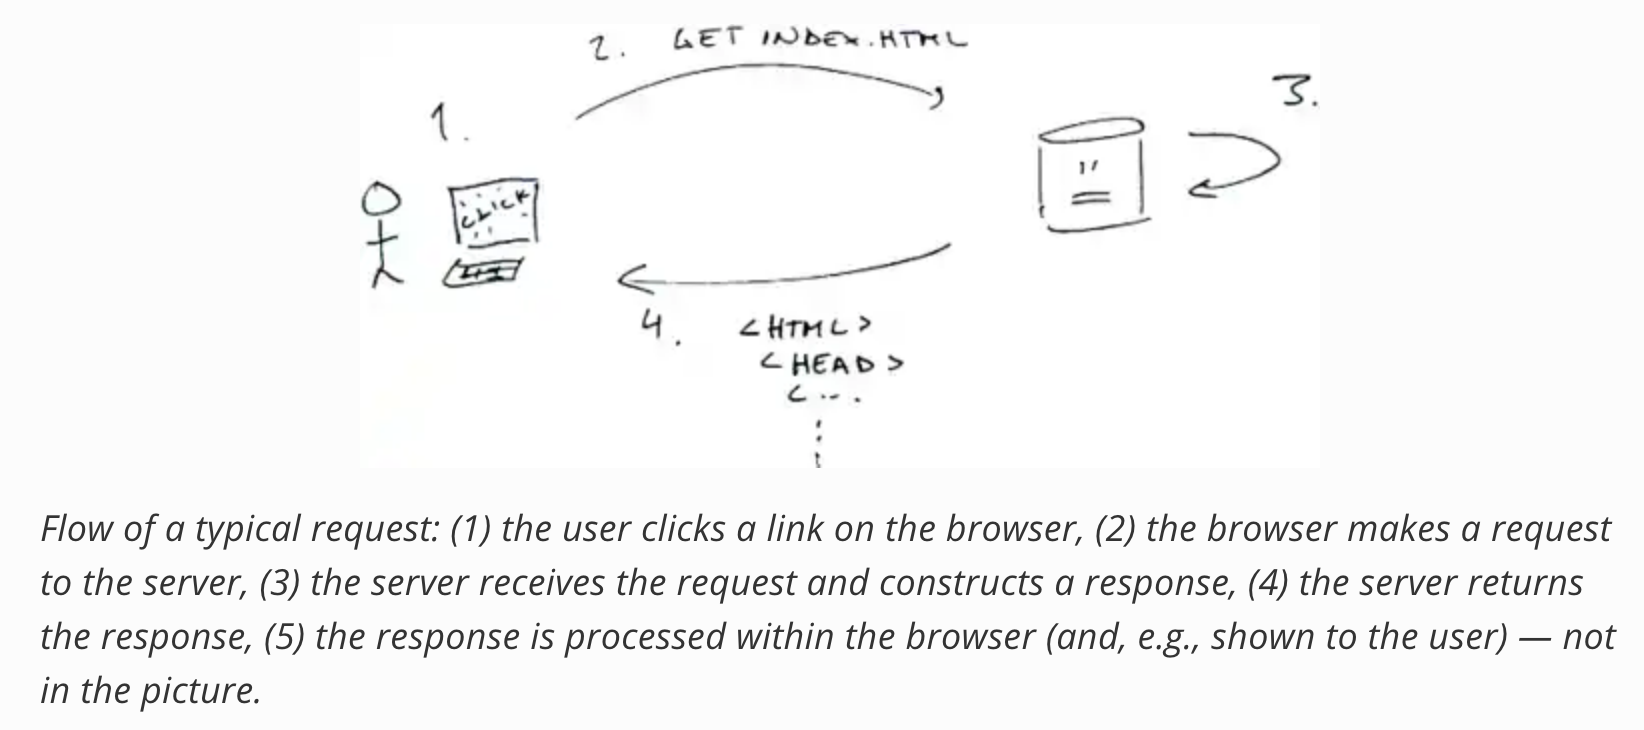 2. GET INDEX.HTML
1.
3.
CLICK
4. <HTML>
<HEAD>
<...
Flow of a typical request: (1) the user clicks a link on the browser, (2) the browser makes a request
to the server, (3) the server receives the request and constructs a response, (4) the server returns
the response, (5) the response is processed within the browser (and, e.g., shown to the user) — not
in the picture.